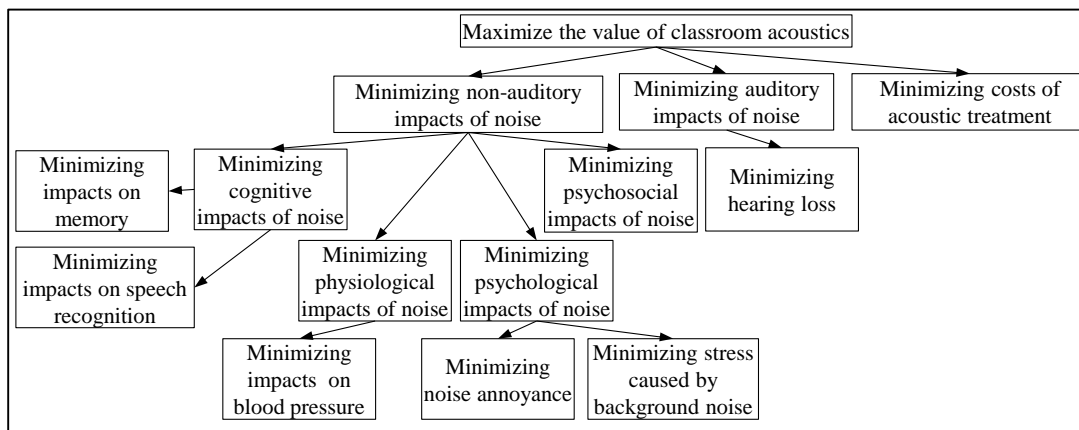 Maximize the value of classroom acoustics
Minimizing non-auditory
impacts of noise
Minimizing auditory
impacts of noise
Minimizing costs of
acoustic treatment
Minimizing
impacts on
memory
Minimizing
cognitive
impacts of noise
Minimizing
psychosocial
impacts of noise
Minimizing
hearing loss
Minimizing
impacts on speech
recognition
Minimizing
physiological
impacts of noise
Minimizing
psychological
impacts of noise
Minimizing
impacts on
blood pressure
Minimizing
noise annoyance
Minimizing stress
caused by
background noise